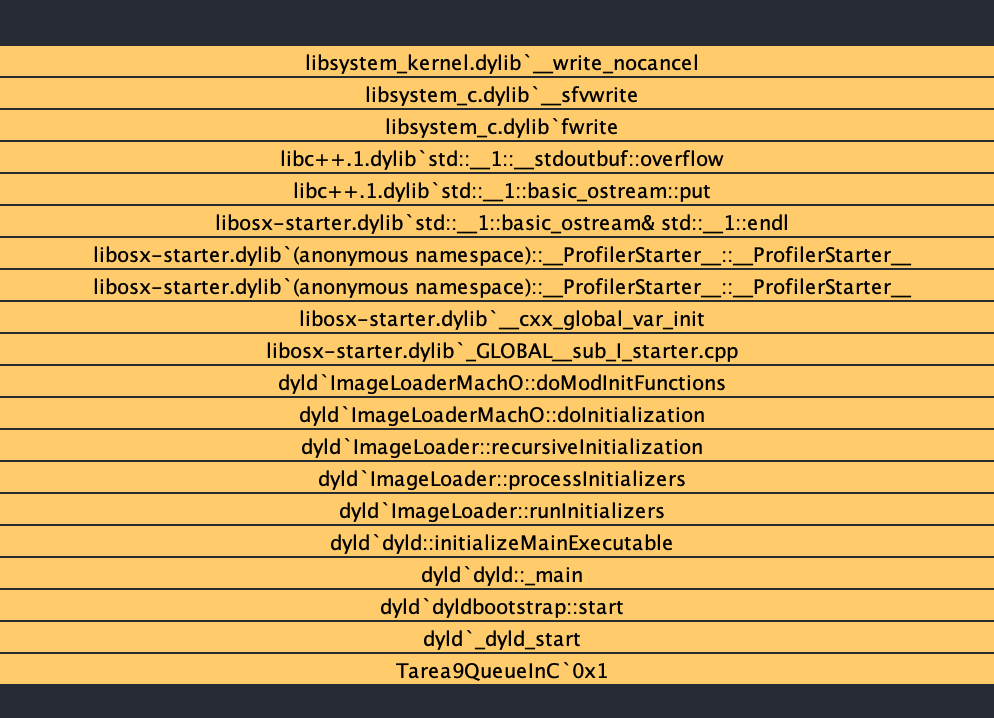 libsystem_kernel.dylib`__write_nocancel
libsystem_c.dylib`__sfvwrite
libsystem_c.dylib`fwrite
libc++.1.dylib`std::__1::__stdoutbuf::overflow
libc++.1.dylib`std::__1::basic_ostream::put
libosx-starter.dylib`std::__1::basic_ostream& std::__1::endl
libosx-starter.dylib`(anonymous namespace)::__ProfilerStarter__::__ProfilerStarter__
libosx-starter.dylib`(anonymous namespace)::__ProfilerStarter__::__ProfilerStarter__
libosx-starter.dylib`__cxx_global_var_init
libosx-starter.dylib`_GLOBAL__sub_I_starter.cpp
dyld`ImageLoaderMachO::doModInitFunctions
dyld`ImageLoaderMachO::doInitialization
dyld`ImageLoader::recursiveInitialization
dyld`ImageLoader::processInitializers
dyld`ImageLoader::runInitializers
dyld`dyld::initializeMainExecutable
dyld`dyld::_main
dyld`dyldbootstrap::start
dyld`_dyld_start
Tarea9QueueInC`0x1